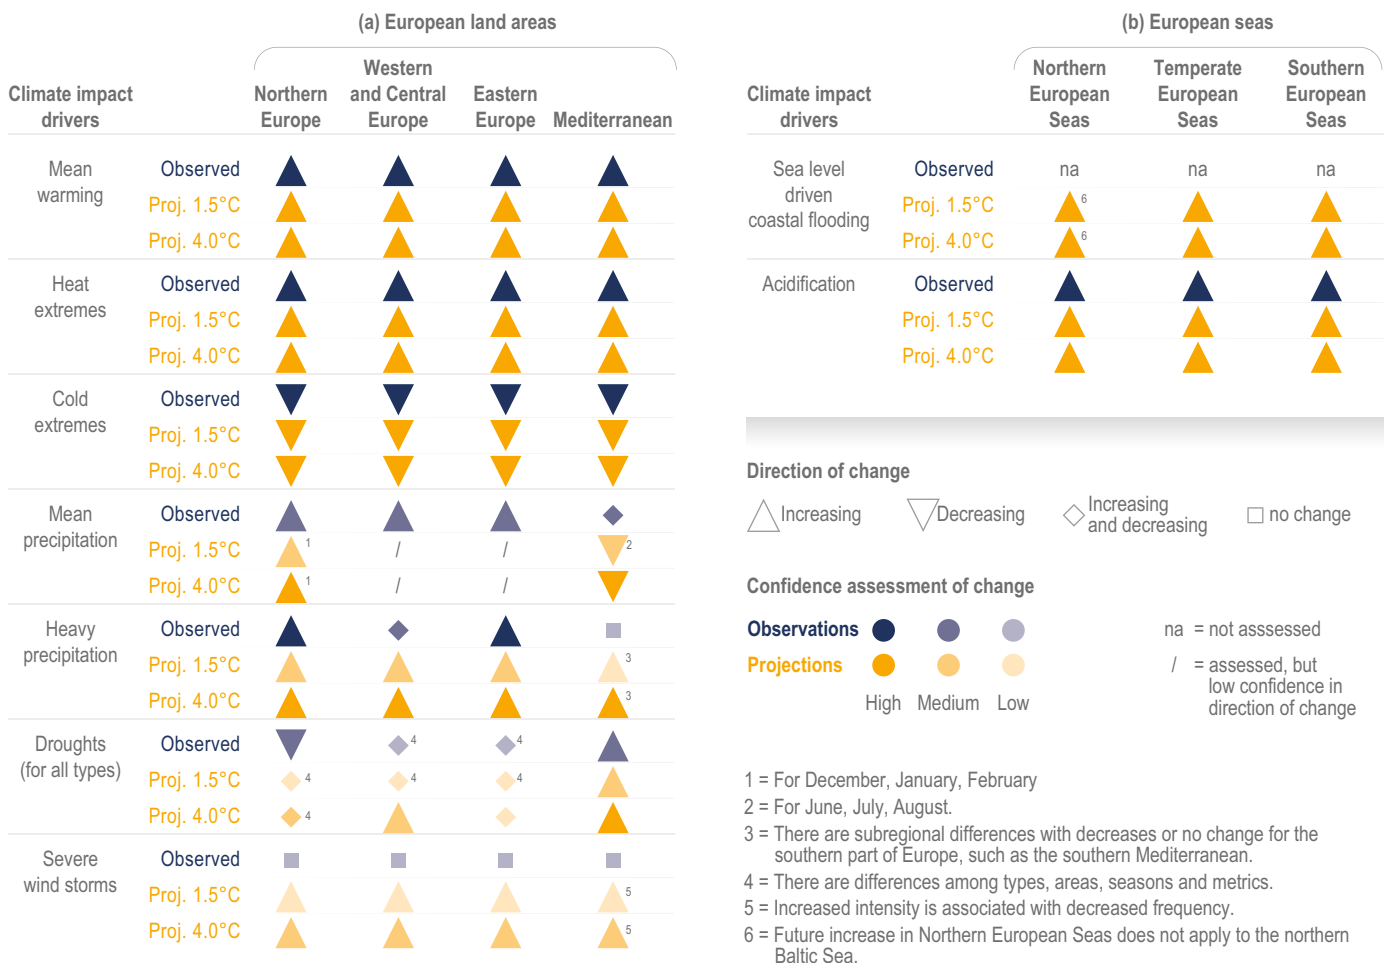 (a) European land areas
Climate impact
drivers
Northern
Europe
Western
and Central
Europe
Eastern
Europe
Mediterranean
Mean
warming
Observed
Proj. 1.5°C
Proj. 4.0°C
Heat
extremes
Observed
Proj. 1.5°C
Proj. 4.0°C
Cold
extremes
Observed
Proj. 1.5°C
Proj. 4.0°C
Mean
precipitation
Observed
Proj. 1.5°C 1 / / 2
Proj. 4.0°C 1 / /
Heavy
precipitation
Observed
Proj. 1.5°C 3
Proj. 4.0°C 3
Droughts
(for all types)
Observed 4 4
Proj. 1.5°C 4 4 4
Proj. 4.0°C 4
Severe
wind storms
Observed
Proj. 1.5°C 5
Proj. 4.0°C 5
(b) European seas
Climate impact
drivers
Northern
European
Seas
Temperate
European
Seas
Southern
European
Seas
Sea level
driven
coastal flooding
Observed na na na
Proj. 1.5°C 6
Proj. 4.0°C 6
Acidification
Observed
Proj. 1.5°C
Proj. 4.0°C
Direction of change
Increasing
Decreasing
Increasing
and decreasing
no change
Confidence assessment of change
Observations
Projections
High Medium Low
na = not asssessed
/ = assessed, but
low confidence in
direction of change
1 = For December, January, February
2 = For June, July, August.
3 = There are subregional differences with decreases or no change for the
southern part of Europe, such as the southern Mediterranean.
4 = There are differences among types, areas, seasons and metrics.
5 = Increased intensity is associated with decreased frequency.
6 = Future increase in Northern European Seas does not apply to the northern
Baltic Sea.